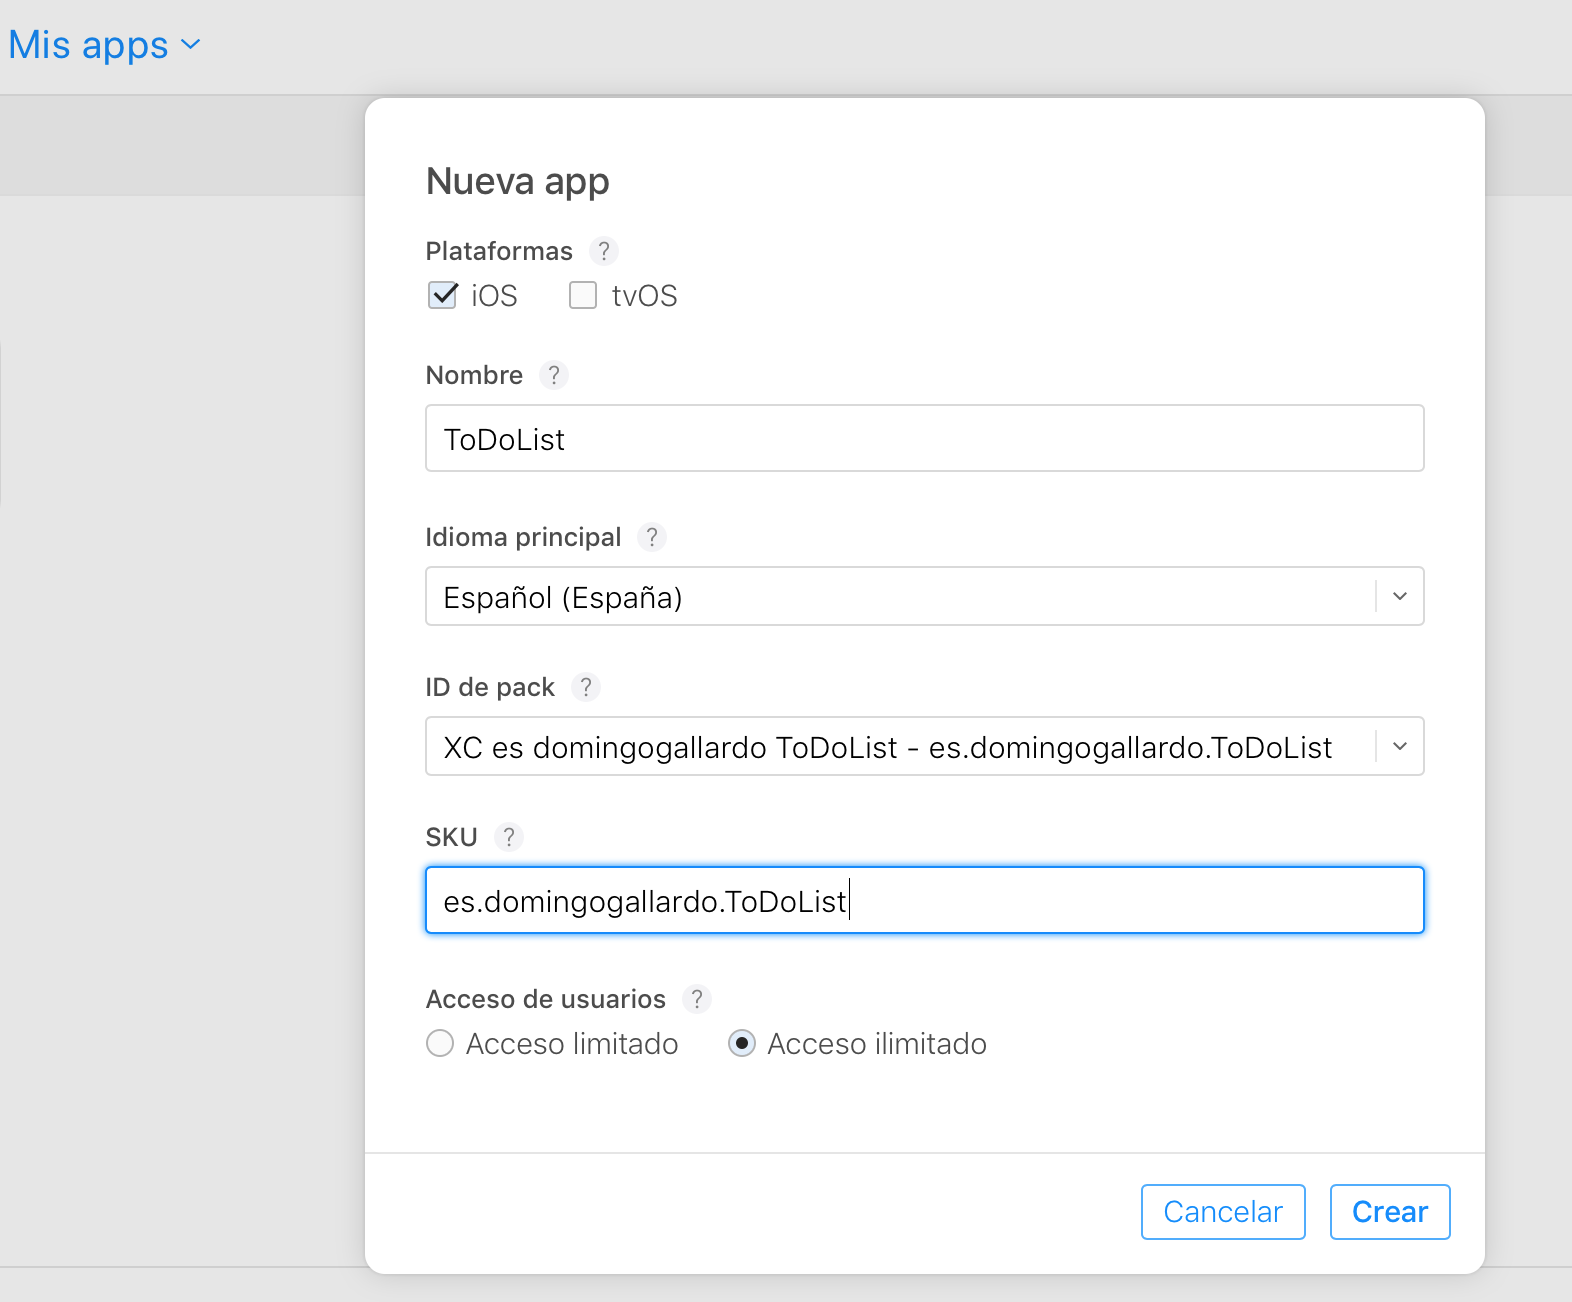 Mis apps
Nueva app
Plataformas ?
iOS tvOS
Nombre ?
ToDoList
Idioma principal ?
Español (España)
ID de pack ?
XC es domingogallardo ToDoList - es.domingogallardo.ToDoList
SKU ?
es.domingogallardo.ToDoList
Acceso de usuarios ?
Acceso limitado Acceso ilimitado
Cancelar Crear